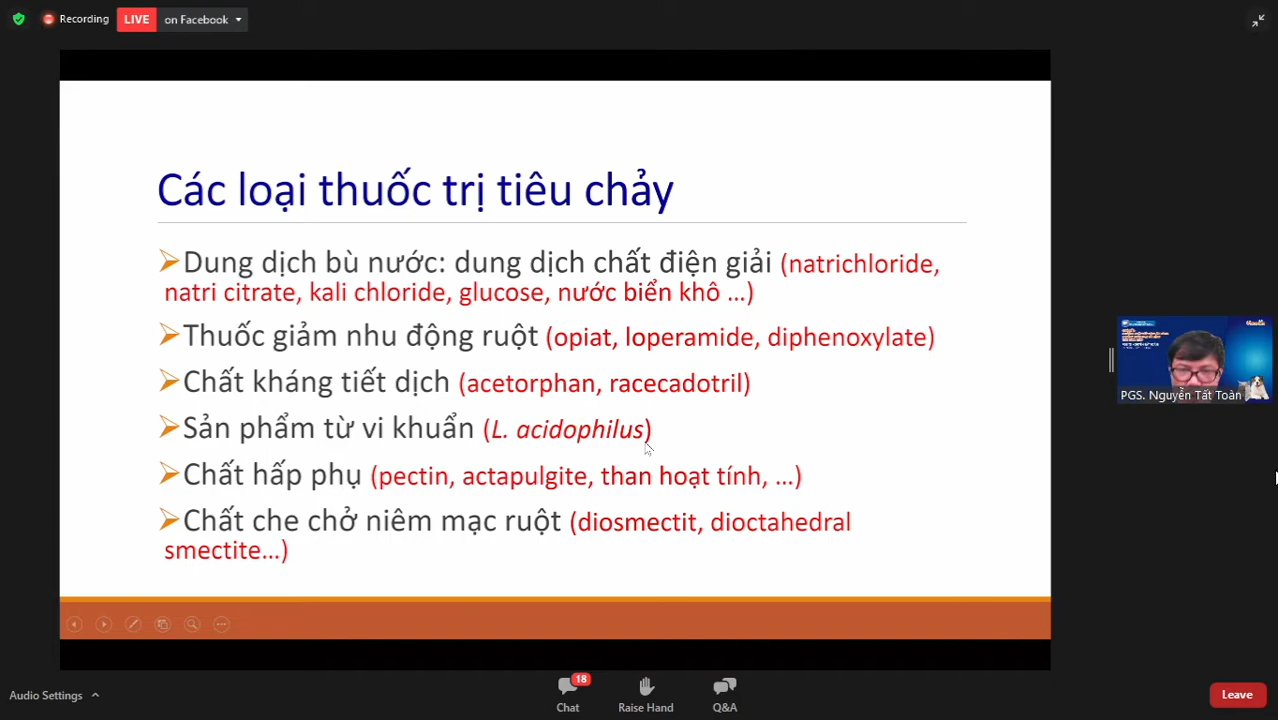 Recording
LIVE on Facebook
Các loại thuốc trị tiêu chảy
Dung dịch bù nước: dung dịch chất điện giải (natrichloride,
natri citrate, kali chloride, glucose, nước biển khô ...)
Thuốc giảm nhu động ruột (opiat, loperamide, diphenoxylate)
Chất kháng tiết dịch (acetorphan, racecadotril)
Sản phẩm từ vi khuẩn (L. acidophilus)
Chất hấp phụ (pectin, actapulgite, than hoạt tính, ...)
Chất che chở niêm mạc ruột (diosmectit, dioctahedral
smectite...)
PGS. Nguyễn Tất Toàn
Audio Settings
18
Chat
Raise Hand
Q&A
Leave